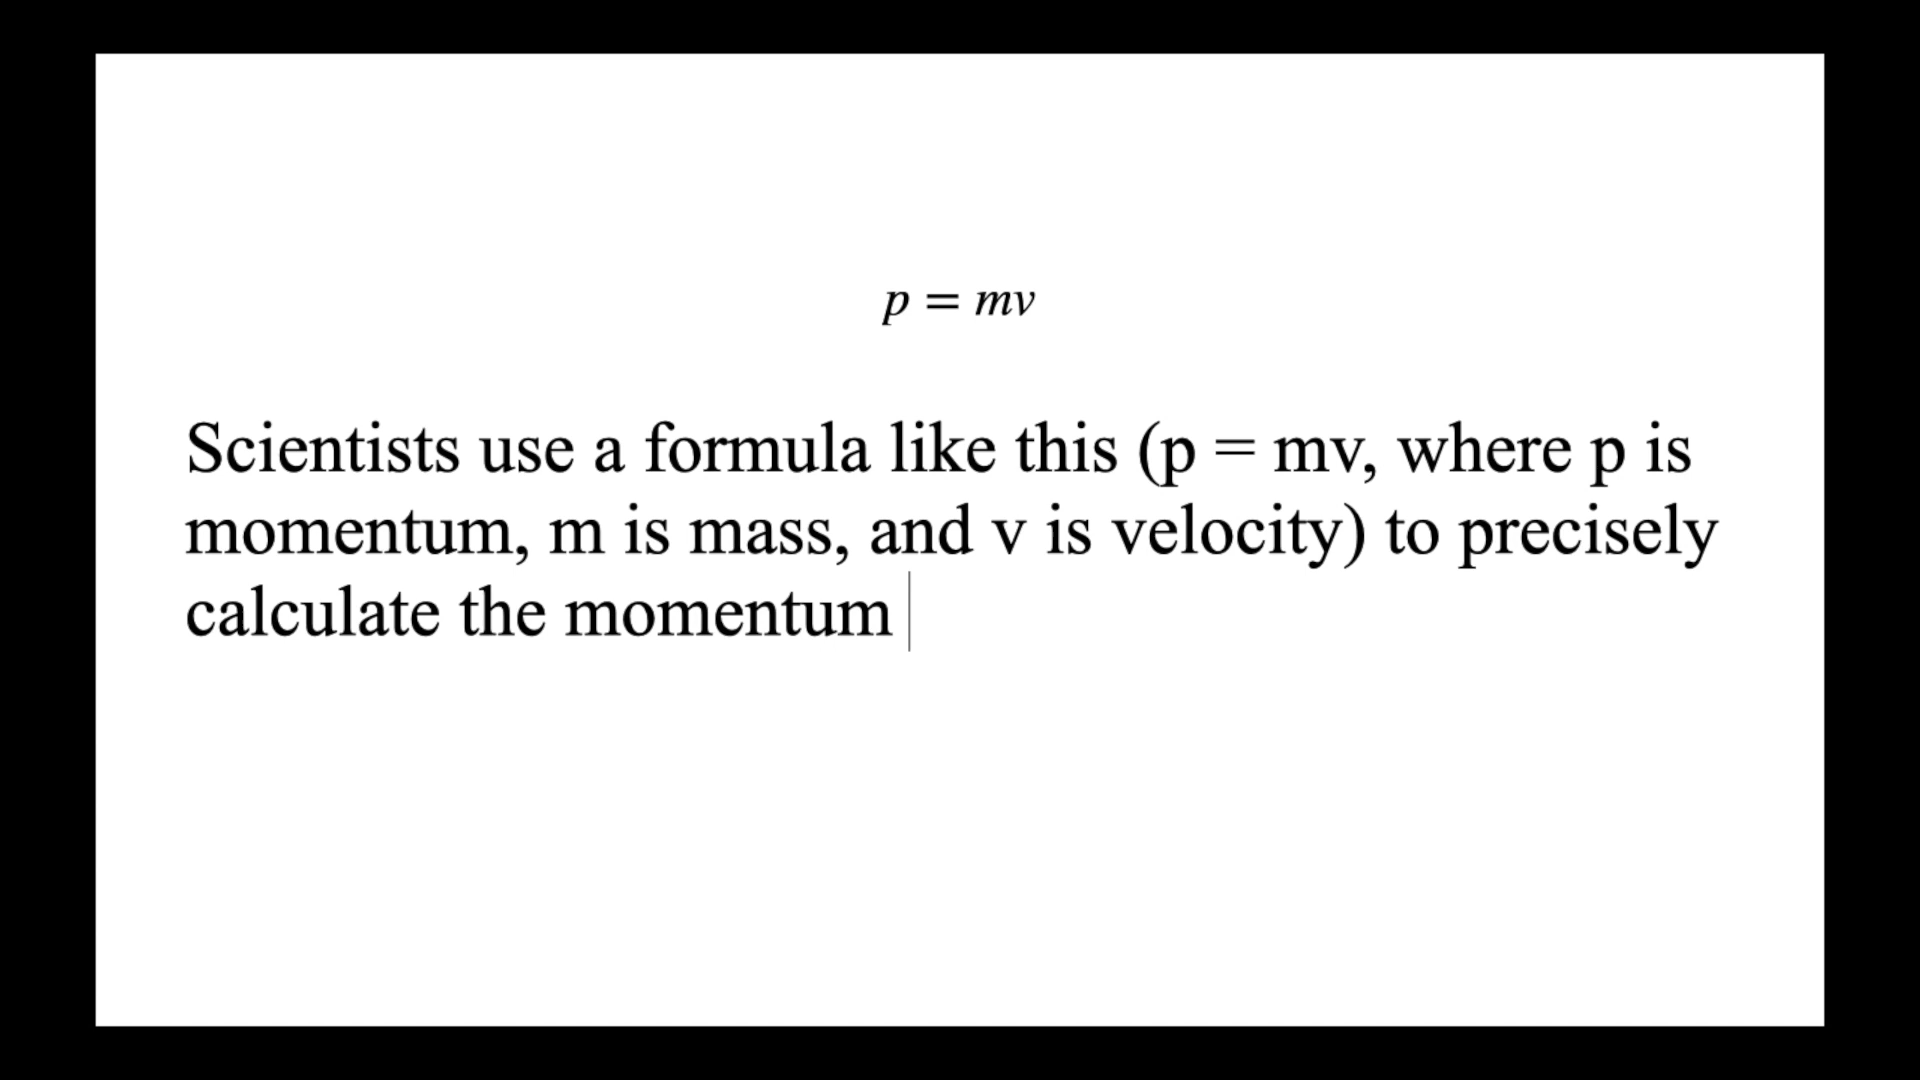 p = mv
Scientists use a formula like this (p = mv, where p is
momentum, m is mass, and v is velocity) to precisely
calculate the momentum